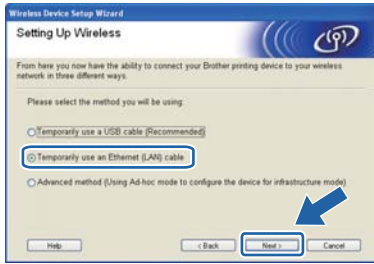 Wireless Device Setup Wizard
Setting Up Wireless
From here you now have the ability to connect your Brother printing device to your wireless
network in three different ways.
Please select the method you will be using:
Temporarily use a USB cable (Recommended)
Temporarily use an Ethernet (LAN) cable
Advanced method (Using Ad-hoc mode to configure the device for infrastructure mode)
Help
< Back
Next >
Cancel